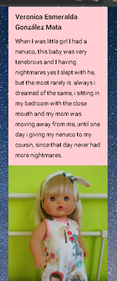 Veronica Esmeralda
González Mata
When I was little girl I had a
nenuco, this baby was very
tenebrous and I having
nightmares yes I slept with he,
but the most rarely is always i
dreamed of the same, i sitting in
my bedroom with the close
mouth and my mom was
moving away from me, until one
day i giving my nenuco to my
cousin, since that day never had
more nightmares.